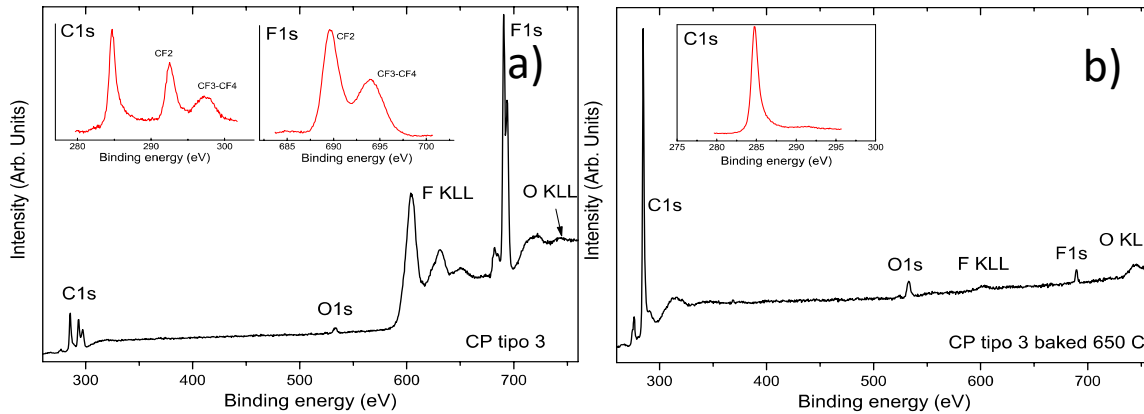 C1s
CF2
CF3-CF4
280 290 300
Binding energy (eV)
F1s
CF2
CF3-CF4
685 690 695 700
Binding energy (eV)
F1s
a)
F KLL
O KLL
C1s
O1s
CP tipo 3
300 400 500 600 700
Binding energy (eV)
Intensity (Arb. Units)
C1s
275 280 285 290 295 300
Binding energy (eV)
b)
C1s
O1s
F KLL
F1s
O KL
CP tipo 3 baked 650 C
300 400 500 600 700
Binding energy (eV)
Intensity (Arb. Units)